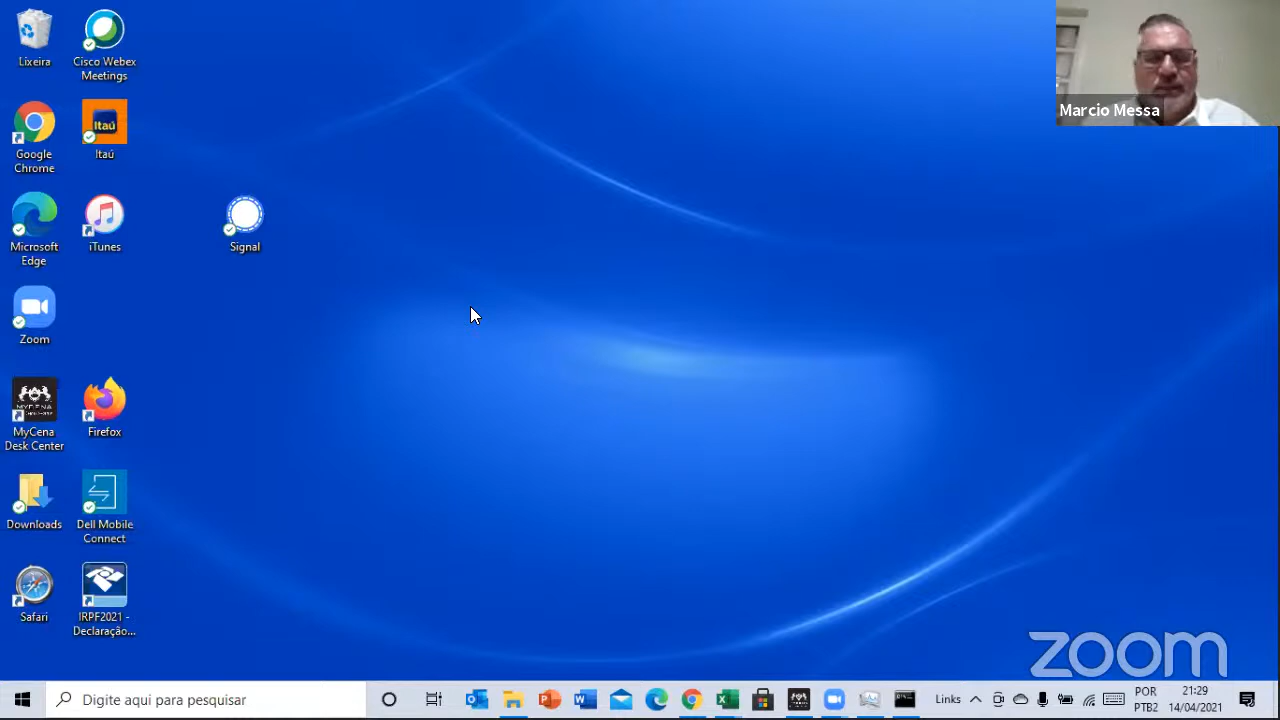 Lixeira
Cisco Webex
Meetings
Marcio Messa
Google
Chrome
Itaú
Itaú
Microsoft
Edge
iTunes
Signal
Zoom
MYCENA
MyCena
Desk Center
Firefox
Downloads
Dell Mobile
Connect
Safari
IRPF2021 -
Declaração...
zoom
Digite aqui para pesquisar
Links
POR
PTB2
21:29
14/04/2021